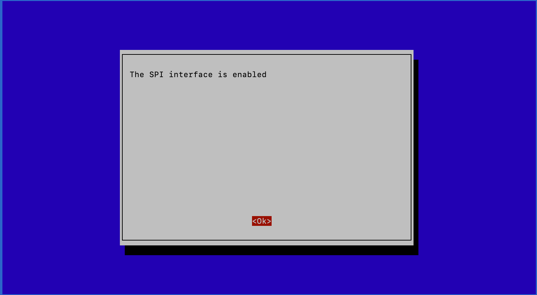 The SPI interface is enabled
<Ok>